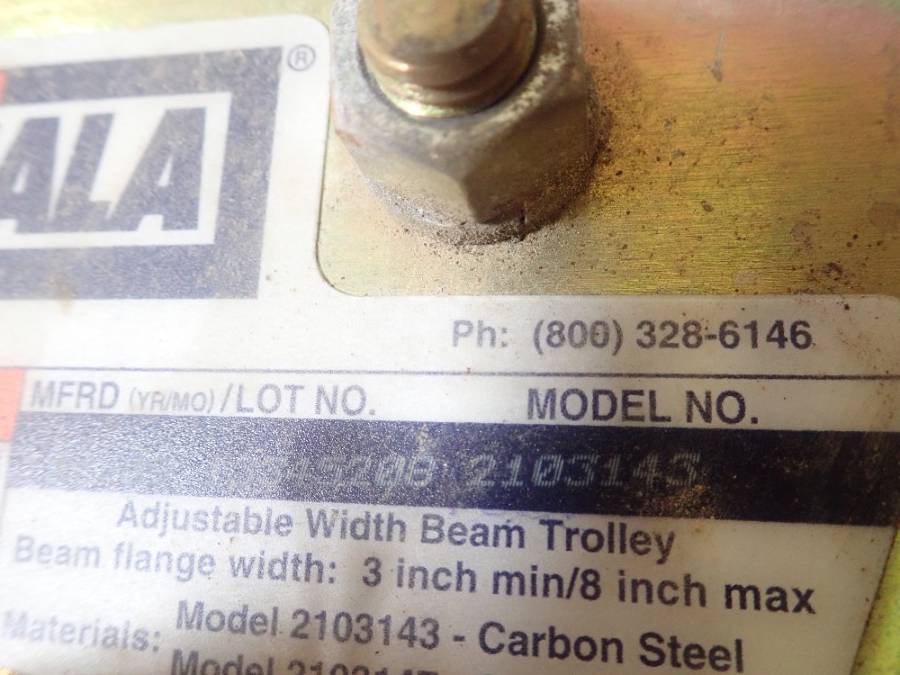 ALA ®
Ph: (800) 328-6146
MFRD (YR/MO)/LOT NO. MODEL NO.
2103143
Adjustable Width Beam Trolley
Beam flange width: 3 inch min/8 inch max
Materials: Model 2103143 - Carbon Steel
Model